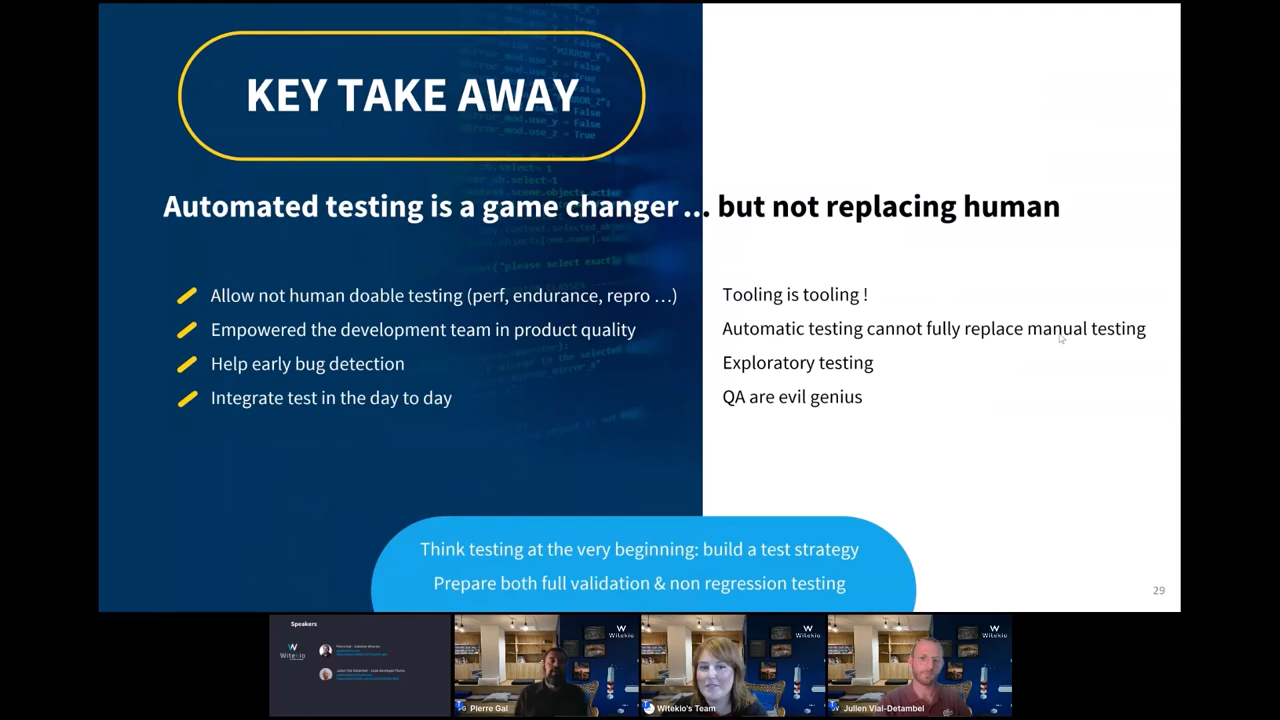 KEY TAKE AWAY
Automated testing is a game changer ... but not replacing human
Allow not human doable testing (perf, endurance, repro ...)
Empowered the development team in product quality
Help early bug detection
Integrate test in the day to day
Tooling is tooling !
Automatic testing cannot fully replace manual testing
Exploratory testing
QA are evil genius
Think testing at the very beginning: build a test strategy
Prepare both full validation & non regression testing
29
Speakers
Witekio
Pierre Gal
Witekio
Witekio's Team
Witekio
Julien Vial-Detambel
Witekio